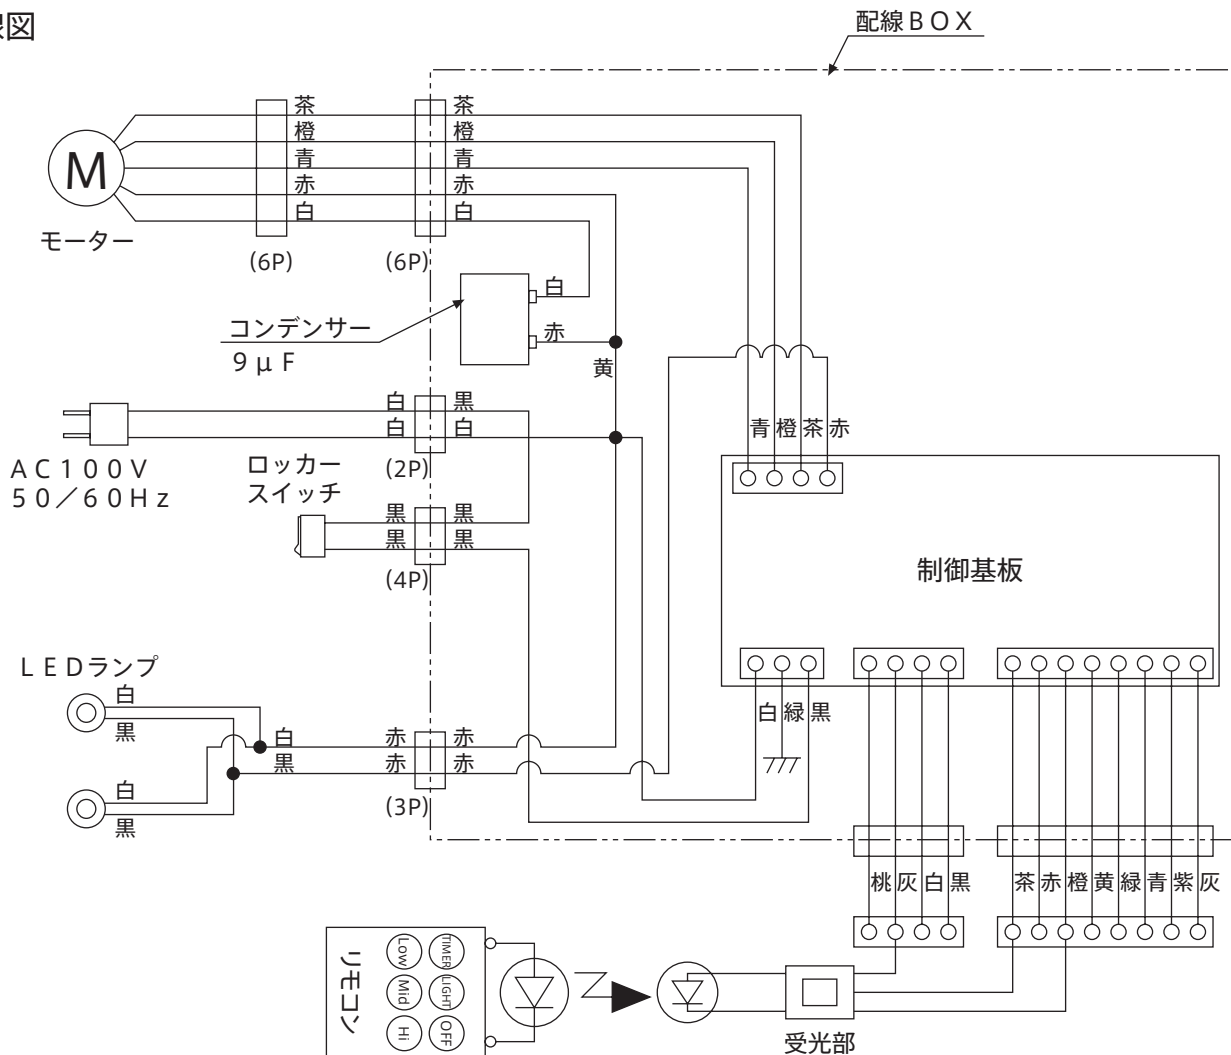 線図
配線ＢＯＸ
茶 茶
橙 橙
青 青
赤 赤
白 白
M
モーター
(6P) (6P)
白
コンデンサー
９μＦ
赤
黄
白 黒
白 白
ＡＣ１００Ｖ
５０／６０Ｈｚ
(2P)
ロッカー
スイッチ
黒 黒
黒 黒
(4P)
青 橙 茶 赤
制御基板
ＬＥＤランプ
白
黒
白 赤 赤
黒 赤 赤
白
黒
(3P)
白 緑 黒
桃 灰 白 黒
茶 赤 橙 黄 緑 青 紫 灰
リモコン
Low TIMER
Mid LIGHT
Hi OFF
受光部